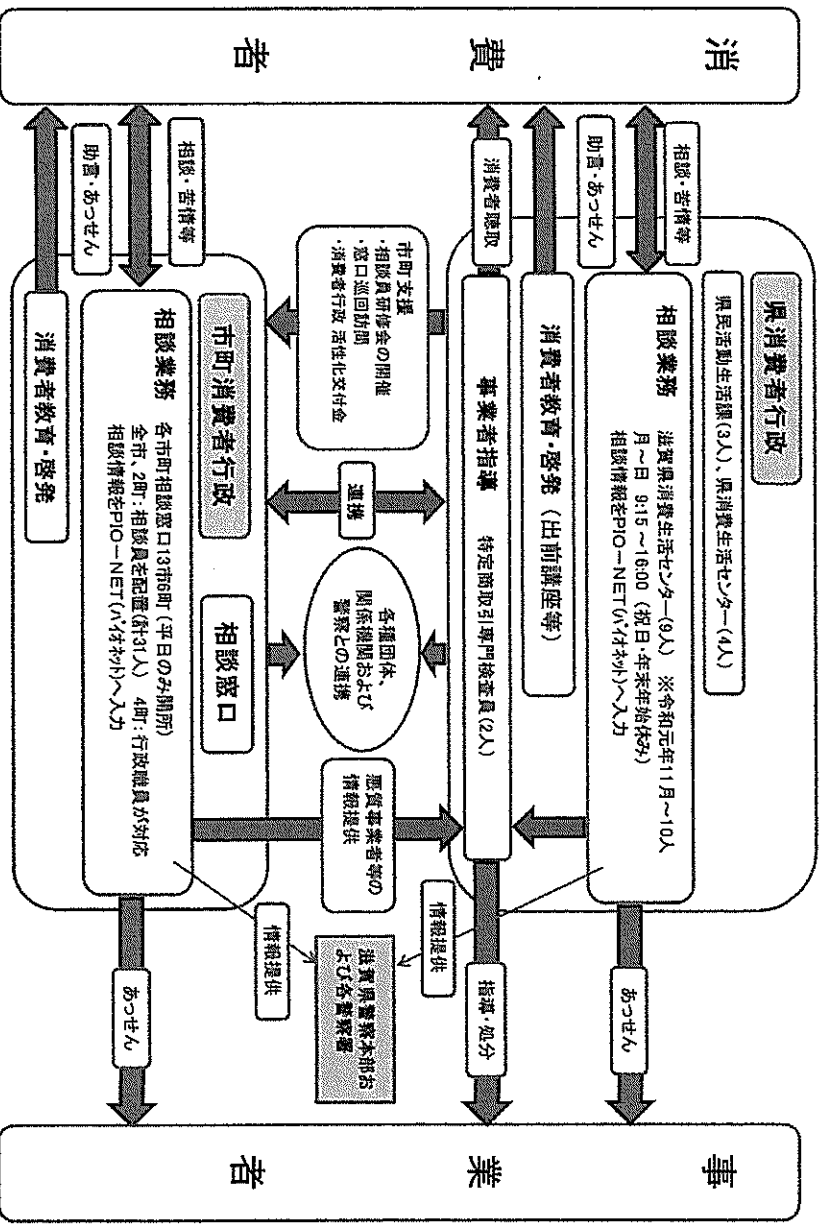 消費者
県消費者行政
県民活動生活課(3人)、県消費生活センター(4人)
相談業務
滋賀県消費生活センター(9人) ※令和元年11月～10人
月～日 9:15～16:00 (祝日・年末年始休み)
相談情報をPIO－NET(パイオネット)へ入力
相談・苦情等
助言・あっせん
消費者教育・啓発(出前講座等)
事業者指導
特定商取引専門検査員(2人)
消費者聴取
あっせん
指導・処分
市町支援
・相談員研修会の開催
・窓口巡回訪問
・消費者行政 活性化交付金
連携
各種団体、
関係機関および
警察との連携
悪質事業者等の
情報提供
情報提供
情報提供
滋賀県警察本部お
よび各警察署
市町消費者行政
相談窓口
相談業務
各市町相談窓口13市6町(平日のみ開所)
全市、2町:相談員を配置(計31人) 4町:行政職員が対応
相談情報をPIO－NET(パイオネット)へ入力
相談・苦情等
助言・あっせん
消費者教育・啓発
あっせん
事業者